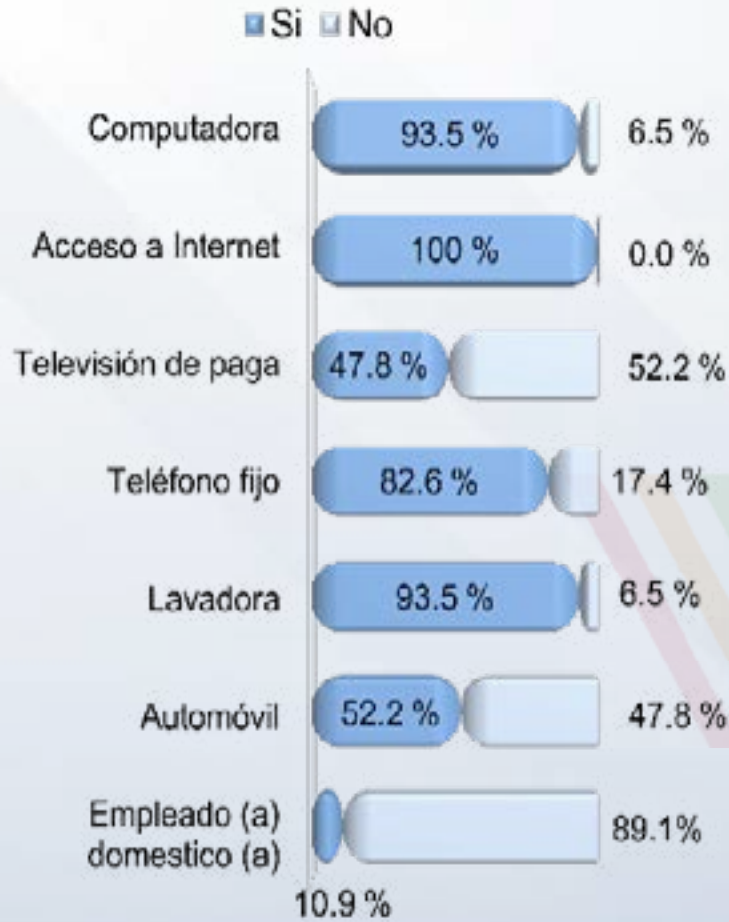 Si No
Computadora 93.5 % 6.5 %
Acceso a Internet 100 % 0.0 %
Televisión de paga 47.8 % 52.2 %
Teléfono fijo 82.6 % 17.4 %
Lavadora 93.5 % 6.5 %
Automóvil 52.2 % 47.8 %
Empleado (a)
domestico (a) 89.1%
10.9 %